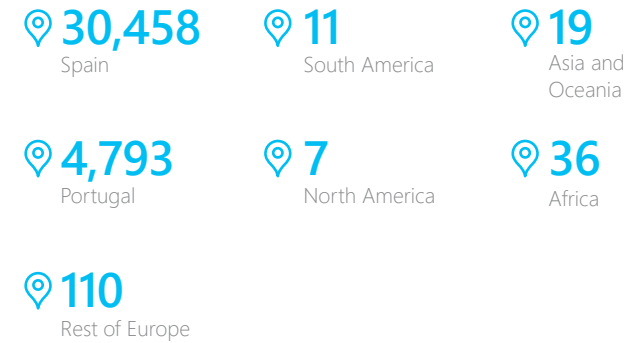 30,458
Spain
11
South America
19
Asia and
Oceania
4,793
Portugal
7
North America
36
Africa
110
Rest of Europe